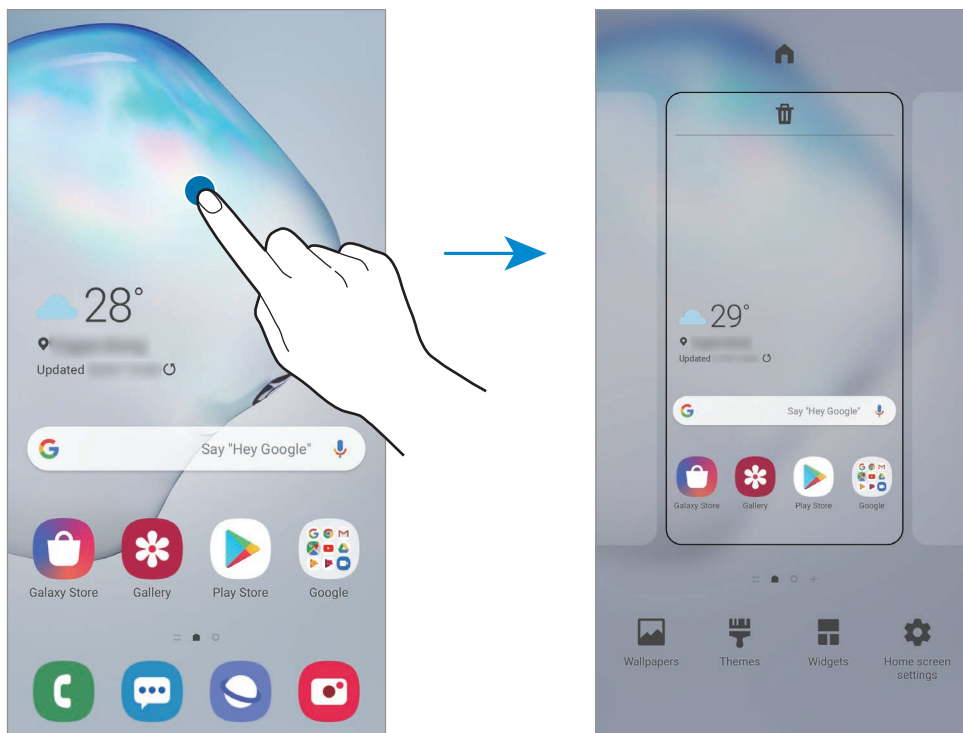 28°
Updated
Say "Hey Google"
Galaxy Store
Gallery
Play Store
Google
29°
Updated
Say "Hey Google"
Galaxy Store
Gallery
Play Store
Google
Wallpapers
Themes
Widgets
Home screen
settings